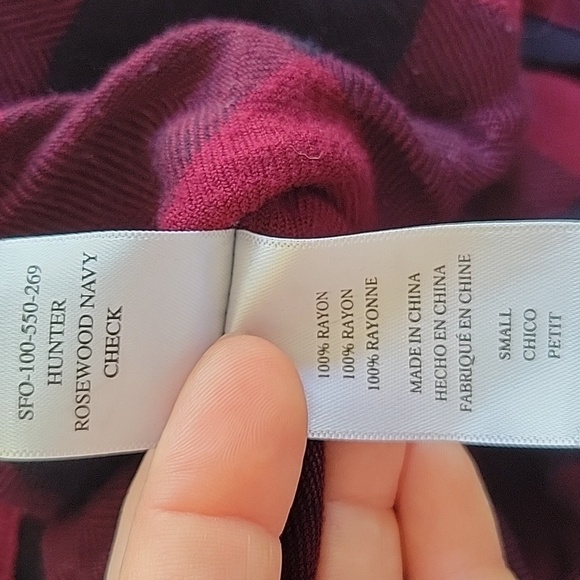 SFO-100-550-269
HUNTER
ROSEWOOD NAVY
CHECK
100% RAYON
100% RAYON
100% RAYONNE
MADE IN CHINA
HECHO EN CHINA
FABRIQUÉ EN CHINE
SMALL
CHICO
PETIT